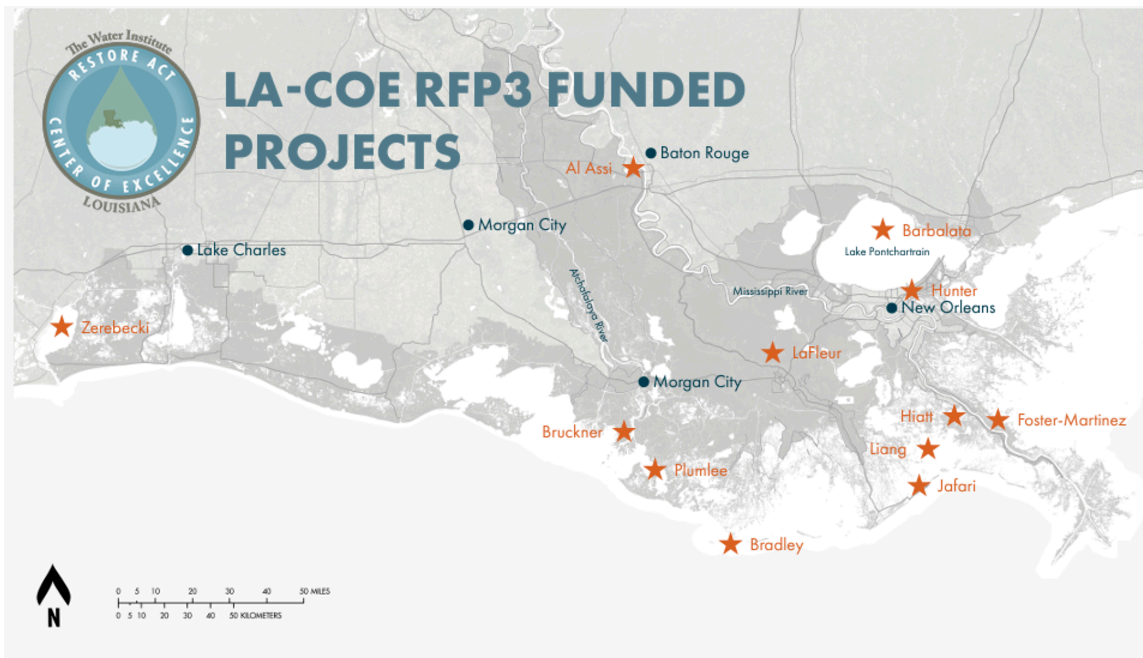 The Water Institute
RESTORE ACT
CENTER OF EXCELLENCE
LOUISIANA
LA-COE RFP3 FUNDED
PROJECTS
Baton Rouge
Al Assi
Morgan City
Barbalata
Lake Charles
Lake Pontchartrain
Atchafalaya River
Mississippi River
Hunter
New Orleans
Zerebecki
LaFleur
Morgan City
Hiatt
Foster-Martinez
Bruckner
Liang
Plumlee
Jafari
Bradley
N
0 5 10 20 30 40 50 MILES
0 5 10 20 30 40 50 KILOMETERS